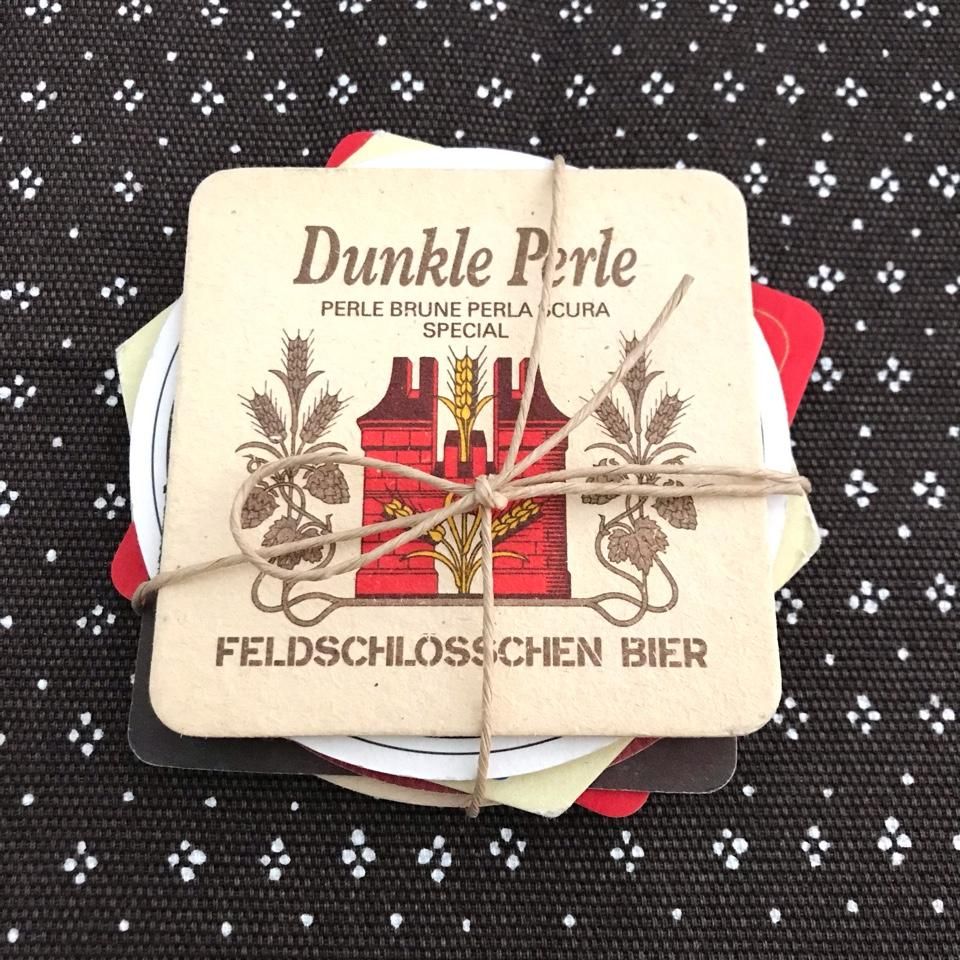 Dunkle Perle
PERLE BRUNE PERLA SCURA
SPECIAL
FELDSCHLÖSSCHEN BIER